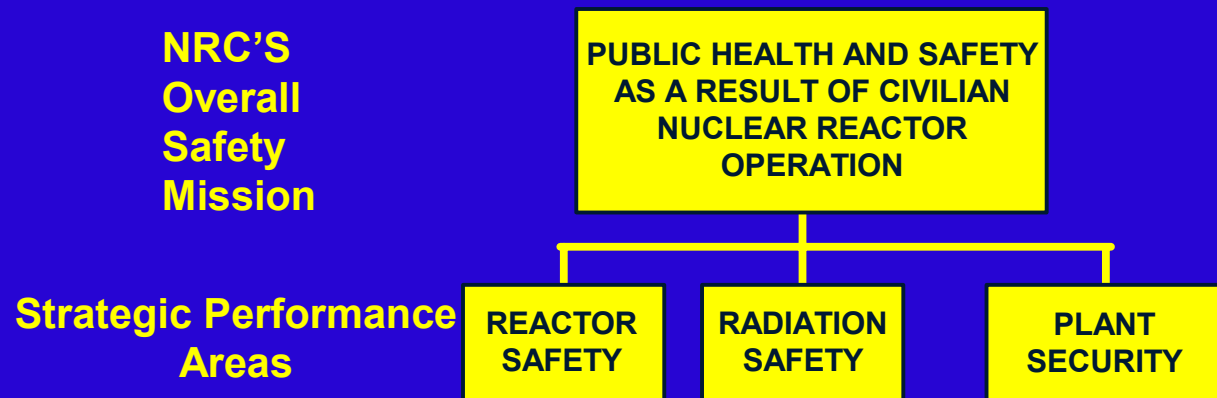 NRC’S
Overall
Safety
Mission
PUBLIC HEALTH AND SAFETY
AS A RESULT OF CIVILIAN
NUCLEAR REACTOR
OPERATION
Strategic Performance
Areas
REACTOR
SAFETY
RADIATION
SAFETY
PLANT
SECURITY